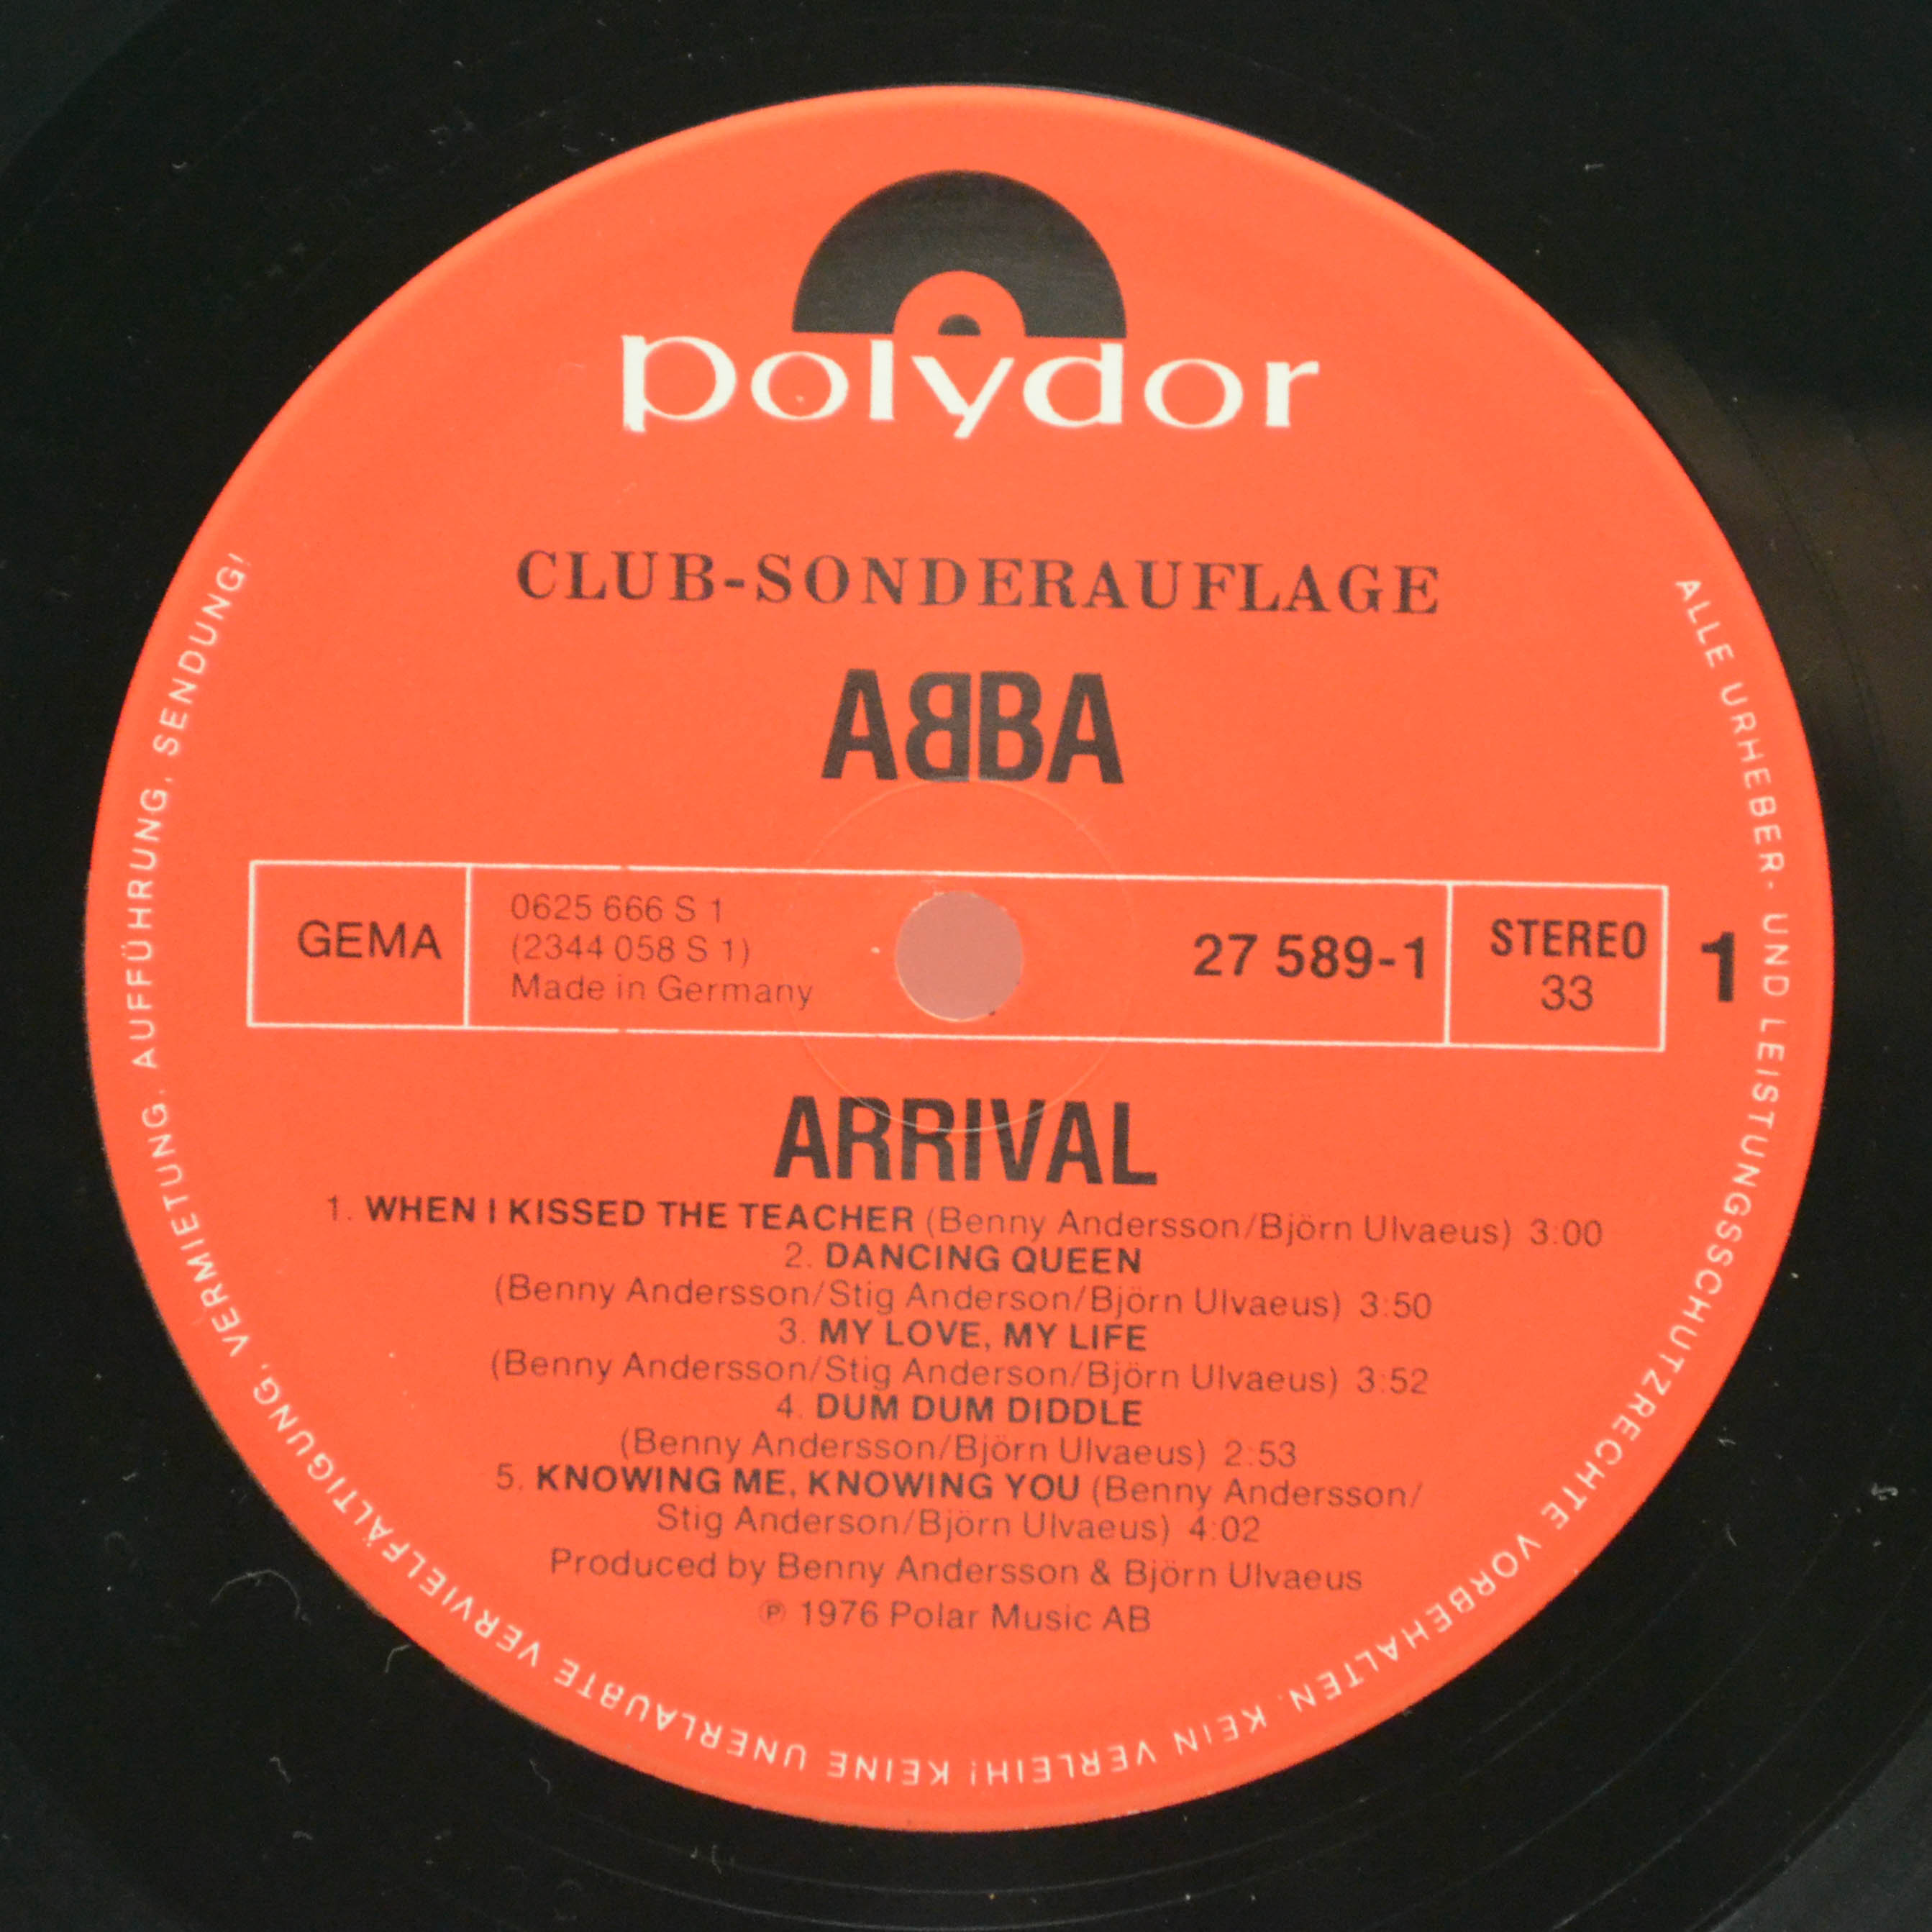 polydor
CLUB-SONDERAUFLAGE
ABBA
GEMA
0625 666 S 1
(2344 058 S 1)
Made in Germany
27 589-1
STEREO
33
1
ARRIVAL
1. WHEN I KISSED THE TEACHER (Benny Andersson/Björn Ulvaeus) 3:00
2. DANCING QUEEN
(Benny Andersson/Stig Anderson/Björn Ulvaeus) 3:50
3. MY LOVE, MY LIFE
(Benny Andersson/Stig Anderson/Björn Ulvaeus) 3:52
4. DUM DUM DIDDLE
(Benny Andersson/Björn Ulvaeus) 2:53
5. KNOWING ME, KNOWING YOU (Benny Andersson/
Stig Anderson/Björn Ulvaeus) 4:02
Produced by Benny Andersson & Björn Ulvaeus
℗ 1976 Polar Music AB
ALLE URHEBER- UND LEISTUNGSSCHUTZRECHTE VORBEHALTEN. KEIN VERLEIH! KEINE UNERLAUBTE VERVIELFÄLTIGUNG, VERMIETUNG, AUFFÜHRUNG, SENDUNG!